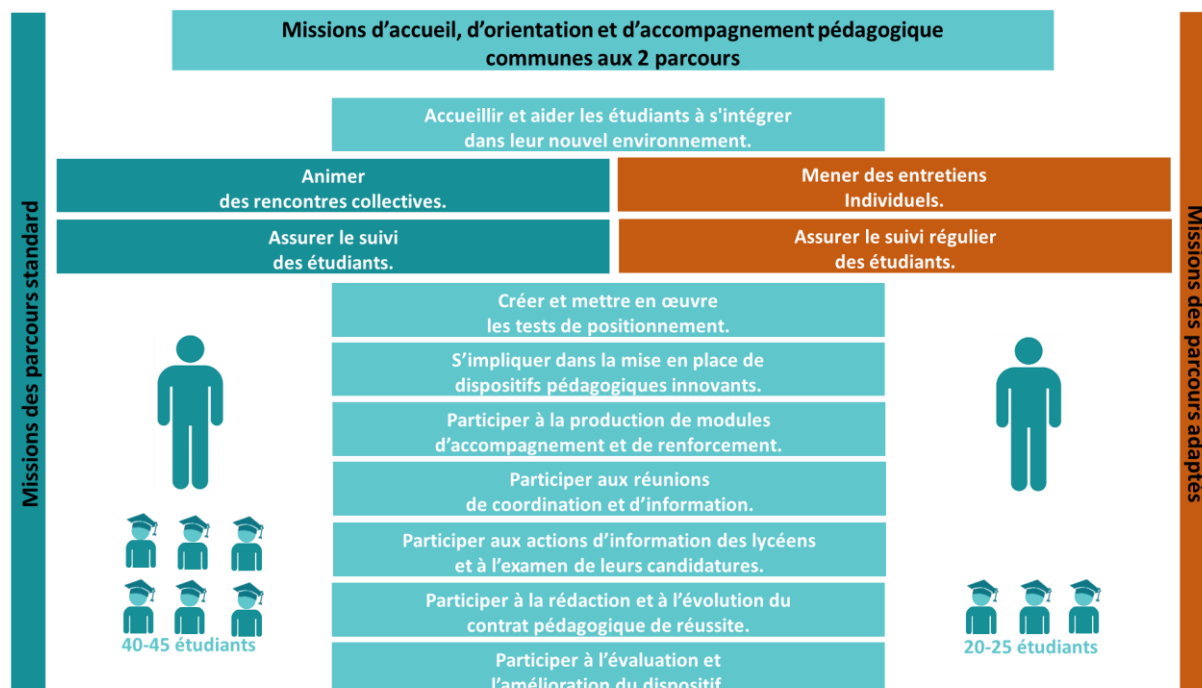 Missions d'accueil, d'orientation et d'accompagnement pédagogique
communes aux 2 parcours
Missions des parcours standard
Missions des parcours adaptés
Accueillir et aider les étudiants à s'intégrer
dans leur nouvel environnement.
Animer
des rencontres collectives.
Mener des entretiens
Individuels.
Assurer le suivi
des étudiants.
Assurer le suivi régulier
des étudiants.
Créer et mettre en œuvre
les tests de positionnement.
S'impliquer dans la mise en place de
dispositifs pédagogiques innovants.
Participer à la production de modules
d'accompagnement et de renforcement.
Participer aux réunions
de coordination et d'information.
Participer aux actions d'information des lycéens
et à l'examen de leurs candidatures.
Participer à la rédaction et à l'évolution du
contrat pédagogique de réussite.
40-45 étudiants
20-25 étudiants
Participer à l'évaluation et
l'amélioration du dispositif